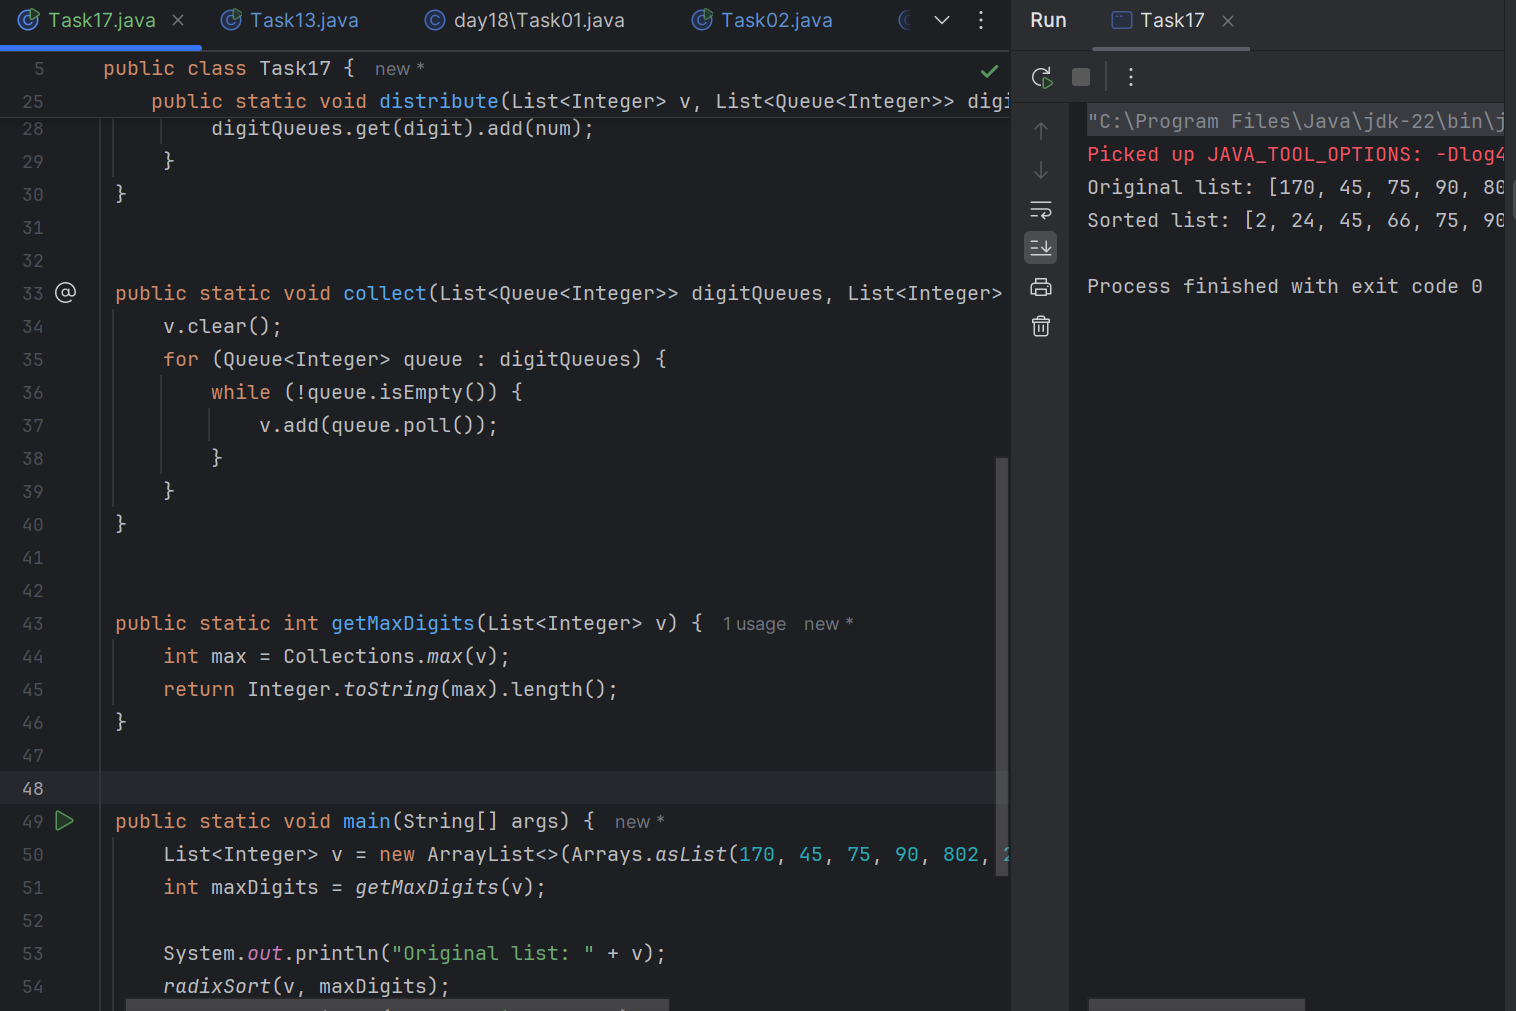 Task17.java Task13.java day18\Task01.java Task02.java
5 public class Task17 { new *
25 public static void distribute(List<Integer> v, List<Queue<Integer>> digi
28 digitQueues.get(digit).add(num);
29 }
30 }
31
32
33 public static void collect(List<Queue<Integer>> digitQueues, List<Integer>
34 v.clear();
35 for (Queue<Integer> queue : digitQueues) {
36 while (!queue.isEmpty()) {
37 v.add(queue.poll());
38 }
39 }
40 }
41
42
43 public static int getMaxDigits(List<Integer> v) { 1 usage new *
44 int max = Collections.max(v);
45 return Integer.toString(max).length();
46 }
47
48
49 public static void main(String[] args) { new *
50 List<Integer> v = new ArrayList<>(Arrays.asList(170, 45, 75, 90, 802, 2
51 int maxDigits = getMaxDigits(v);
52
53 System.out.println("Original list: " + v);
54 radixSort(v, maxDigits);
Run Task17
"C:\Program Files\Java\jdk-22\bin\j
Picked up JAVA_TOOL_OPTIONS: -Dlog4
Original list: [170, 45, 75, 90, 80
Sorted list: [2, 24, 45, 66, 75, 90
Process finished with exit code 0